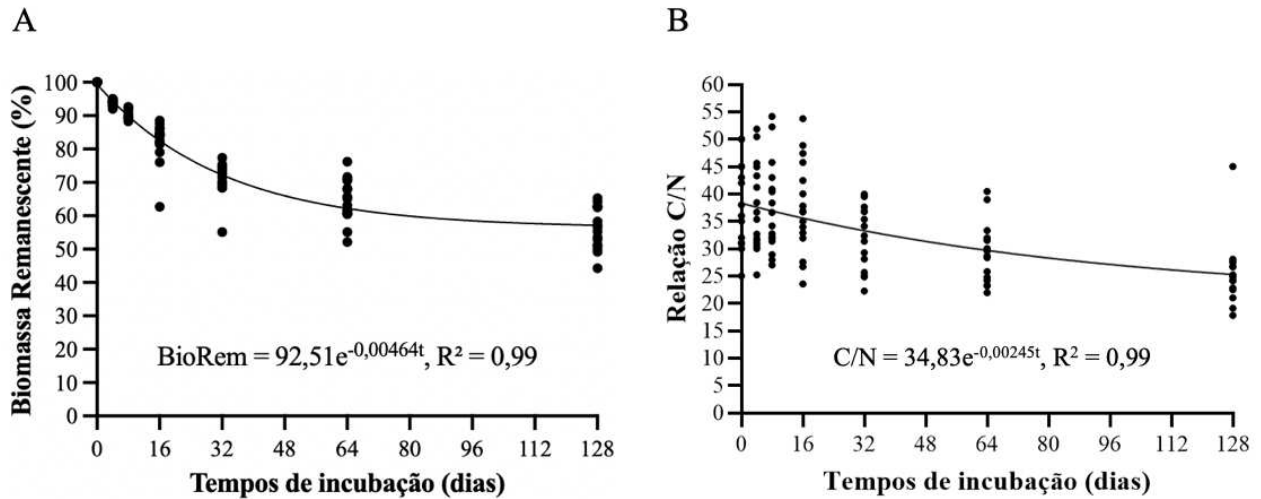 A
B
Biomassa Remanescente (%)
100
90
80
70
60
50
40
30
20
10
0
BioRem = 92,51e^-0,00464t, R² = 0,99
0 16 32 48 64 80 96 112 128
Tempos de incubação (dias)
Relação C/N
60
55
50
45
40
35
30
25
20
15
10
5
0
C/N = 34,83e^-0,00245t, R² = 0,99
0 16 32 48 64 80 96 112 128
Tempos de incubação (dias)